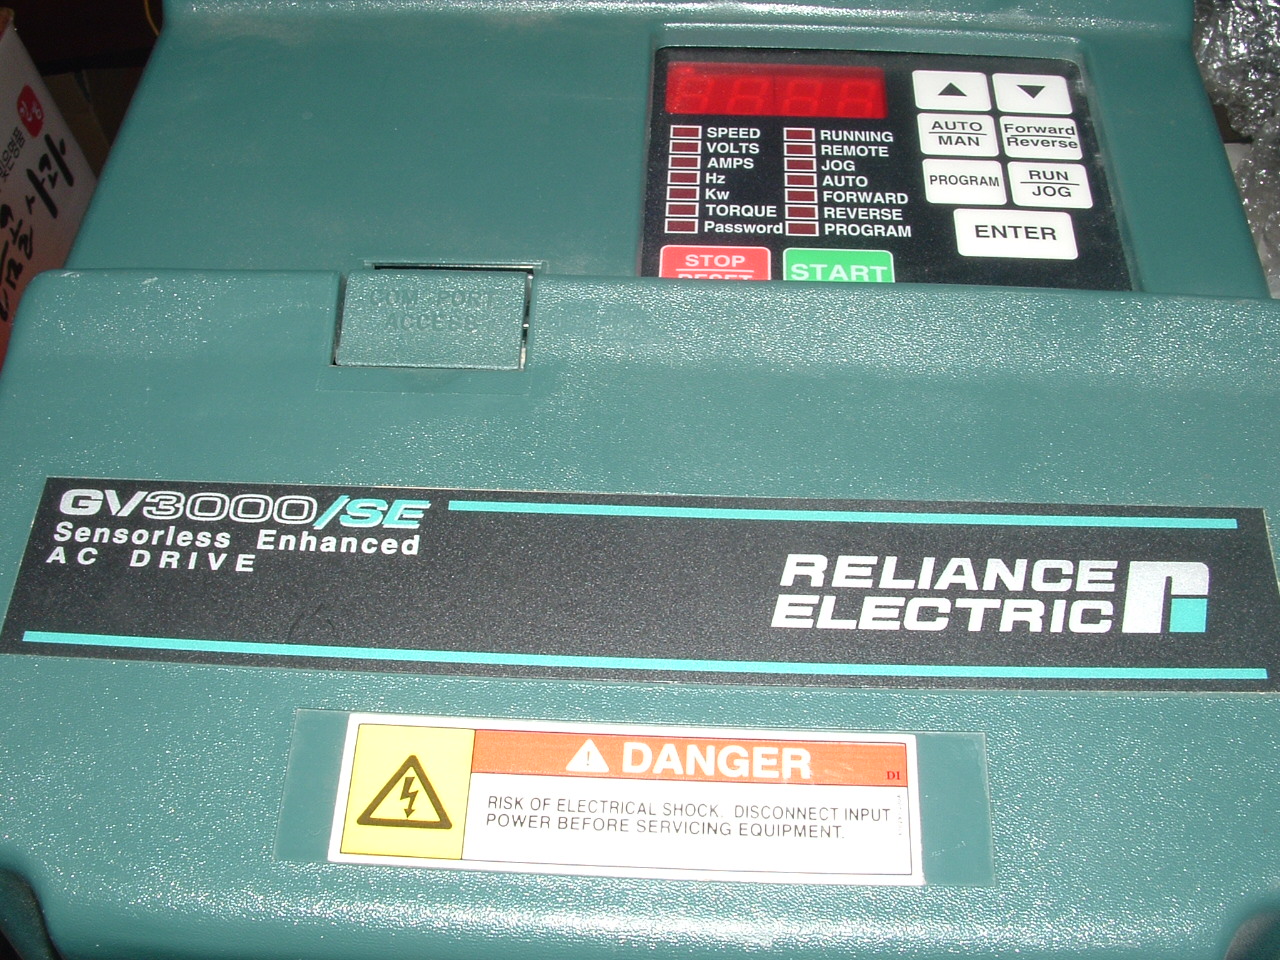 SPEED
VOLTS
AMPS
Hz
Kw
TORQUE
Password
RUNNING
REMOTE
JOG
AUTO
FORWARD
REVERSE
PROGRAM
AUTO
MAN
Forward
Reverse
PROGRAM
RUN
JOG
ENTER
STOP
RESET
START
COM PORT
ACCESS
GV3000/SE
Sensorless Enhanced
AC DRIVE
RELIANCE
ELECTRIC
DANGER
DI
RISK OF ELECTRICAL SHOCK. DISCONNECT INPUT
POWER BEFORE SERVICING EQUIPMENT.